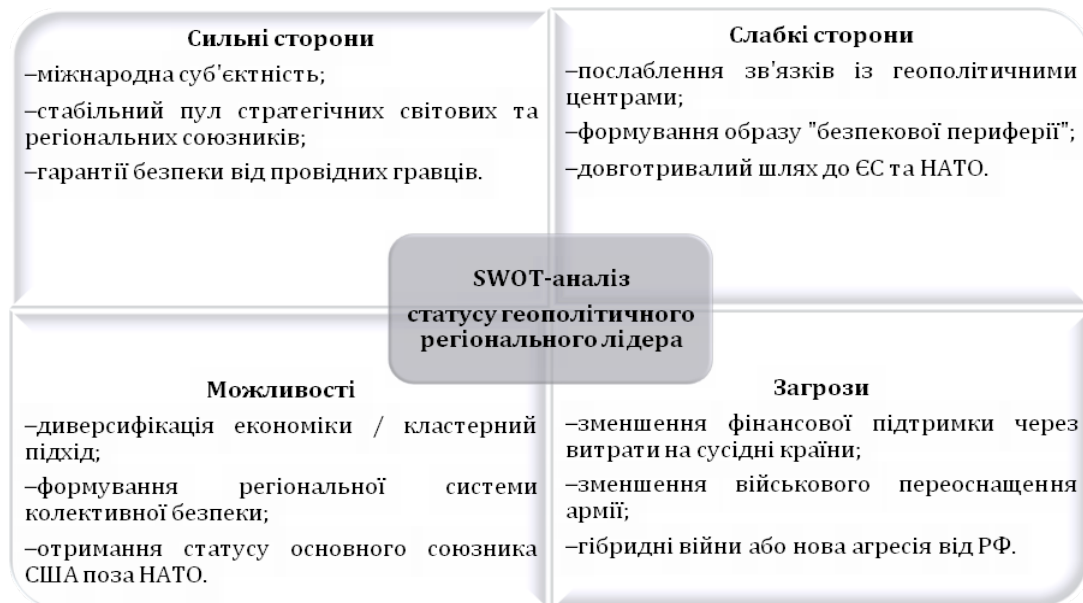 Сильні сторони
–міжнародна суб'єктність;
–стабільний пул стратегічних світових та
регіональних союзників;
–гарантії безпеки від провідних гравців.
Слабкі сторони
–послаблення зв'язків із геополітичними
центрами;
–формування образу "безпекової периферії";
–довготривалий шлях до ЄС та НАТО.
SWOT-аналіз
статусу геополітичного
регіонального лідера
Можливості
–диверсифікація економіки / кластерний
підхід;
–формування регіональної системи
колективної безпеки;
–отримання статусу основного союзника
США поза НАТО.
Загрози
–зменшення фінансової підтримки через
витрати на сусідні країни;
–зменшення військового переоснащення
армії;
–гібридні війни або нова агресія від РФ.